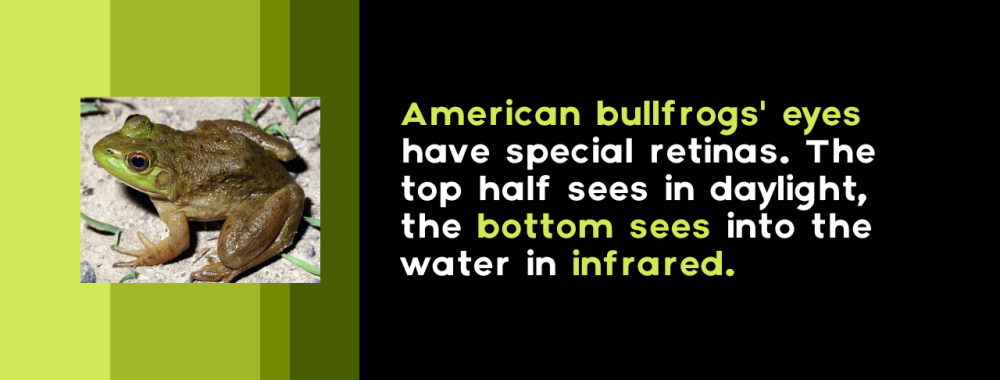 American bullfrogs' eyes
have special retinas. The
top half sees in daylight,
the bottom sees into the
water in infrared.